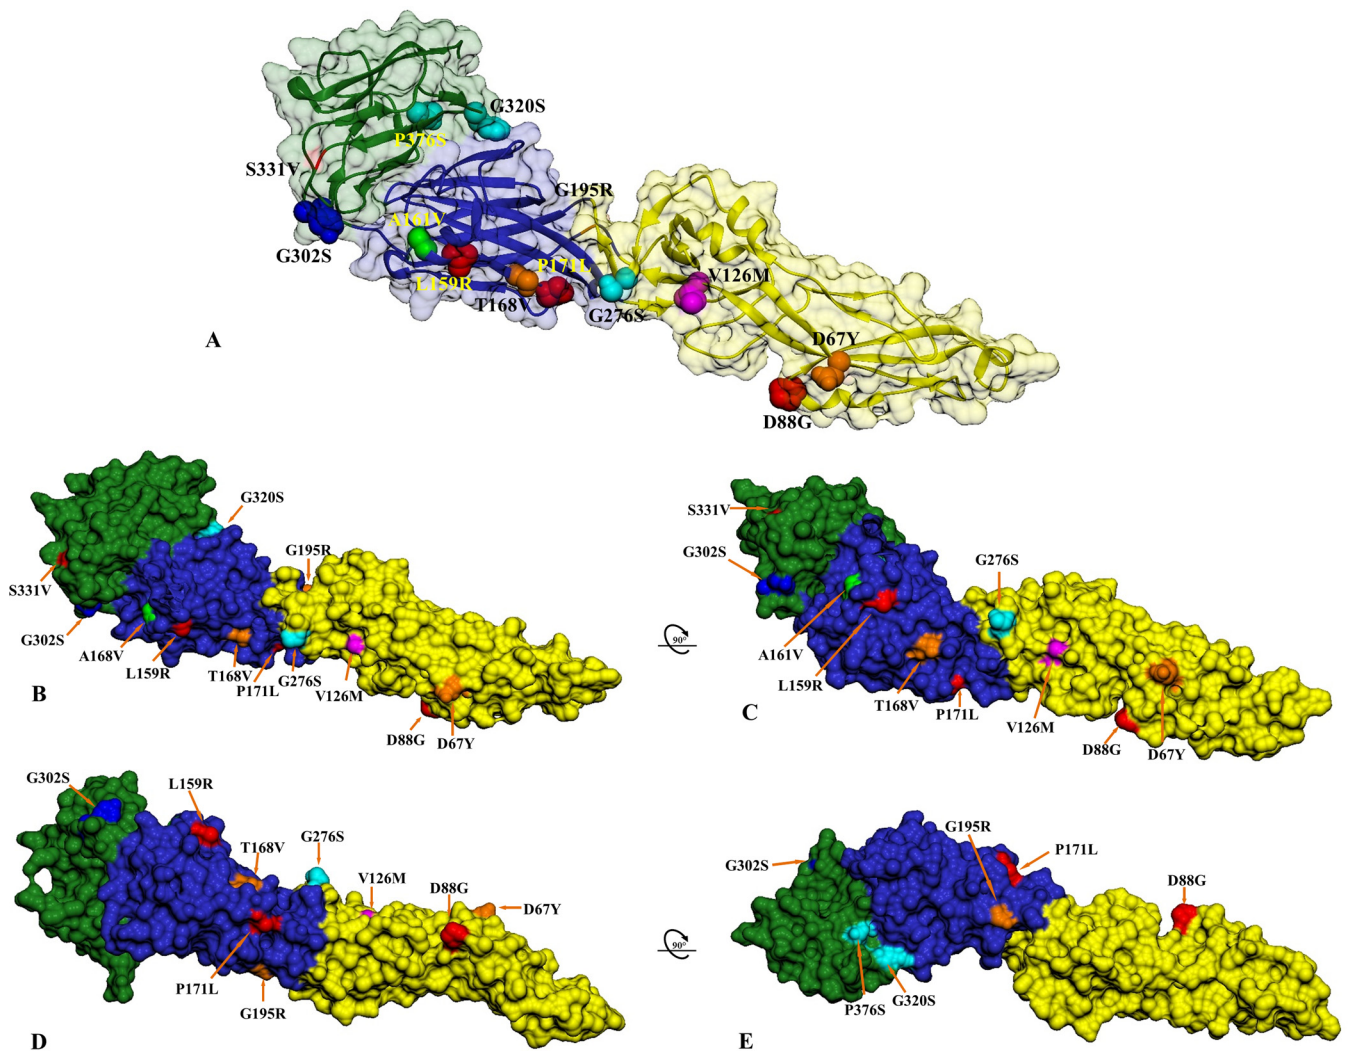 G320S
P376S
S331V
G195R
A161V
G302S
L159R
P171L
V126M
T168V
G276S
A
D67Y
D88G
G320S
G195R
S331V
G302S
A168V
L159R
T168V
P171L
G276S
V126M
B
D88G
D67Y
90°
S331V
G302S
G276S
A161V
L159R
T168V
P171L
V126M
C
D88G
D67Y
G302S
L159R
T168V
G276S
V126M
D88G
D67Y
P171L
G195R
D
90°
G195R
P171L
G302S
D88G
P376S
G320S
E